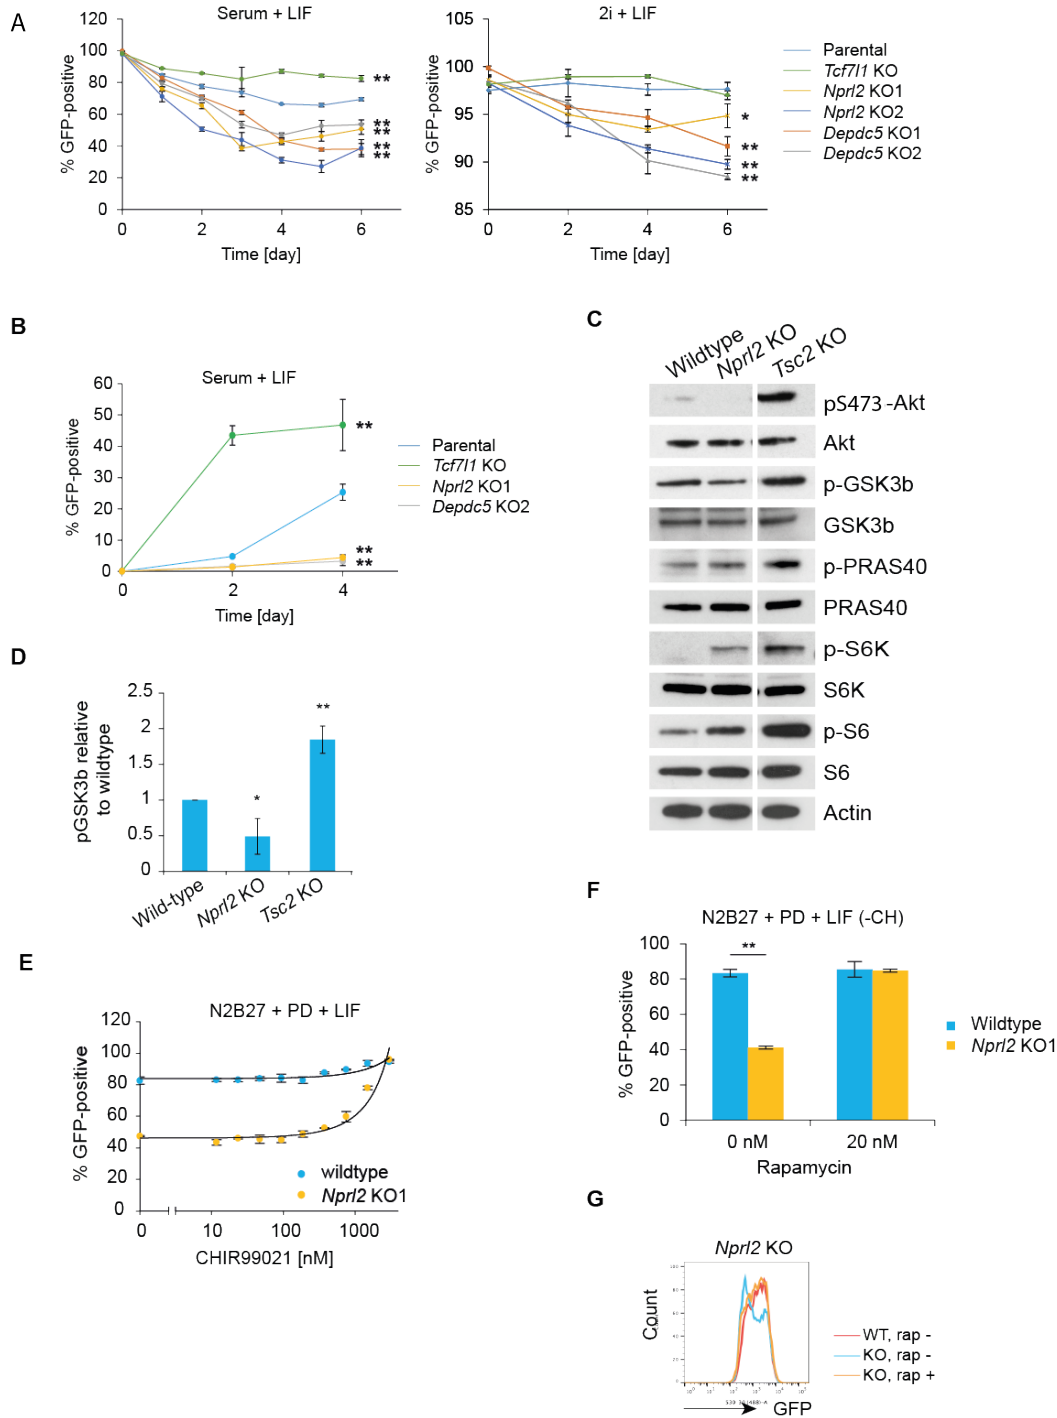 A
Serum + LIF
% GFP-positive
120
100
80
60
40
20
0
0 2 4 6
Time [day]
**
**
**
**
**
2i + LIF
% GFP-positive
105
100
95
90
85
0 2 4 6
Time [day]
*
**
**
**
Parental
Tcf7l1 KO
Nprl2 KO1
Nprl2 KO2
Depdc5 KO1
Depdc5 KO2
B
Serum + LIF
% GFP-positive
60
50
40
30
20
10
0
0 2 4
Time [day]
**
**
**
Parental
Tcf7l1 KO
Nprl2 KO1
Depdc5 KO2
C
Wildtype
Nprl2 KO
Tsc2 KO
pS473-Akt
Akt
p-GSK3b
GSK3b
p-PRAS40
PRAS40
p-S6K
S6K
p-S6
S6
Actin
D
pGSK3b relative
to wildtype
2.5
2
1.5
1
0.5
0
*
**
Wild-type
Nprl2 KO
Tsc2 KO
E
N2B27 + PD + LIF
% GFP-positive
120
100
80
60
40
20
0
0 10 100 1000
CHIR99021 [nM]
wildtype
Nprl2 KO1
F
N2B27 + PD + LIF (-CH)
% GFP-positive
100
80
60
40
20
0
**
0 nM 20 nM
Rapamycin
Wildtype
Nprl2 KO1
G
Nprl2 KO
Count
GFP
WT, rap -
KO, rap -
KO, rap +